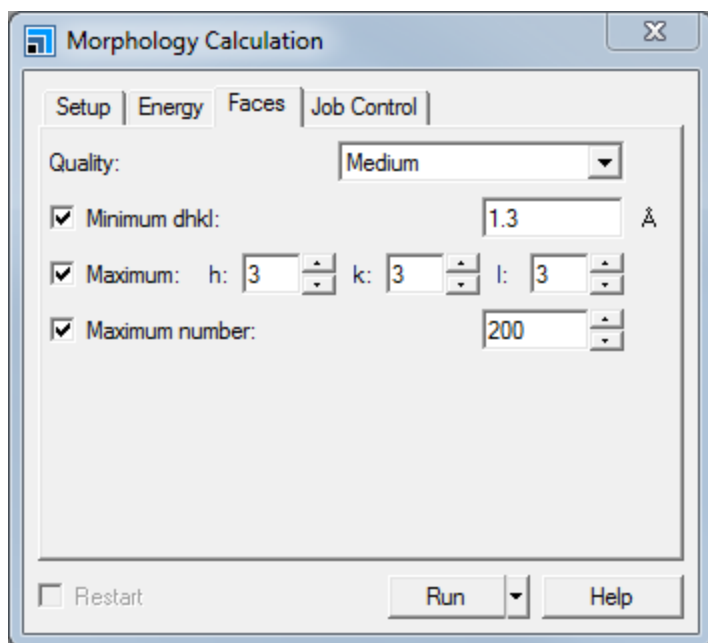 Morphology Calculation
Setup Energy Faces Job Control
Quality: Medium
Minimum dhkl: 1.3 Å
Maximum: h: 3 k: 3 l: 3
Maximum number: 200
Restart Run Help